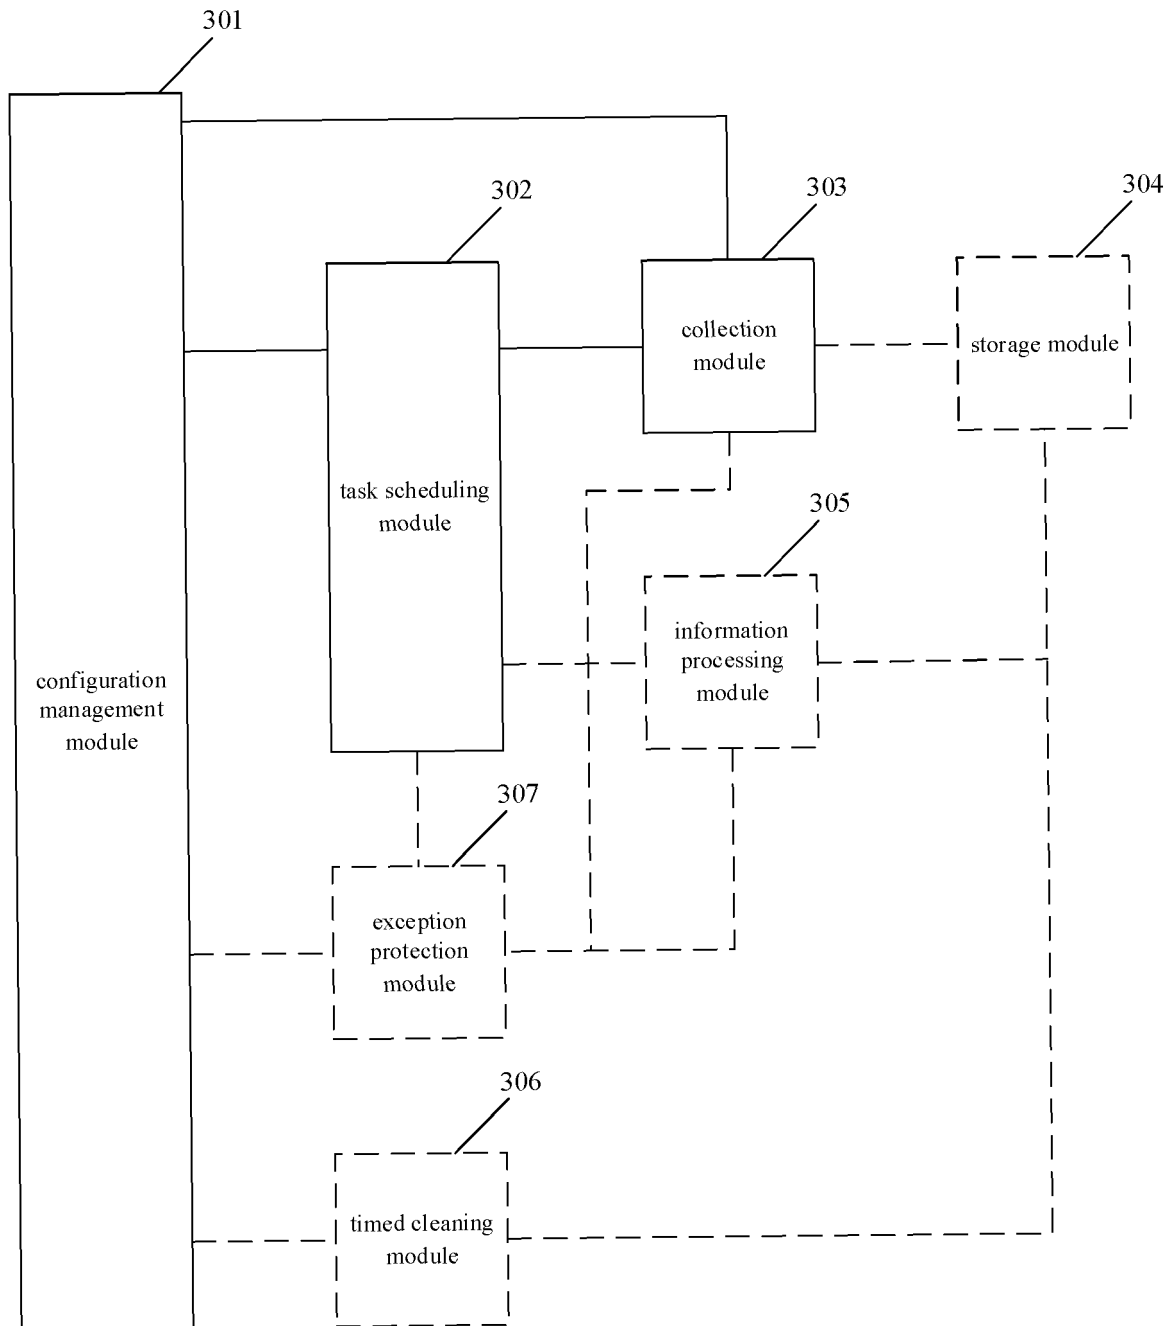 301
302
303
304
collection
module
storage module
task scheduling
module
305
information
processing
module
configuration
management
module
307
exception
protection
module
306
timed cleaning
module